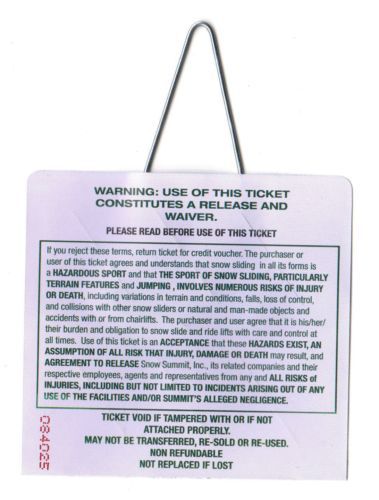 WARNING: USE OF THIS TICKET
CONSTITUTES A RELEASE AND
WAIVER.
PLEASE READ BEFORE USE OF THIS TICKET
If you reject these terms, return ticket for credit voucher. The purchaser or
user of this ticket agrees and understands that snow sliding in all its forms is
a HAZARDOUS SPORT and that THE SPORT OF SNOW SLIDING, PARTICULARLY
TERRAIN FEATURES and JUMPING , INVOLVES NUMEROUS RISKS OF INJURY
OR DEATH, including variations in terrain and conditions, falls, loss of control,
and collisions with other snow sliders or natural and man-made objects and
accidents with or from chairlifts. The purchaser and user agree that it is his/her/
their burden and obligation to snow slide and ride lifts with care and control at
all times. Use of this ticket is an ACCEPTANCE that these HAZARDS EXIST, AN
ASSUMPTION OF ALL RISK THAT INJURY, DAMAGE OR DEATH may result, and
AGREEMENT TO RELEASE Snow Summit, Inc., its related companies and their
respective employees, agents and representatives from any and ALL RISKS of
INJURIES, INCLUDING BUT NOT LIMITED TO INCIDENTS ARISING OUT OF ANY
USE OF THE FACILITIES AND/OR SUMMIT'S ALLEGED NEGLIGENCE.
TICKET VOID IF TAMPERED WITH OR IF NOT
ATTACHED PROPERLY.
MAY NOT BE TRANSFERRED, RE-SOLD OR RE-USED.
NON REFUNDABLE
NOT REPLACED IF LOST
084025